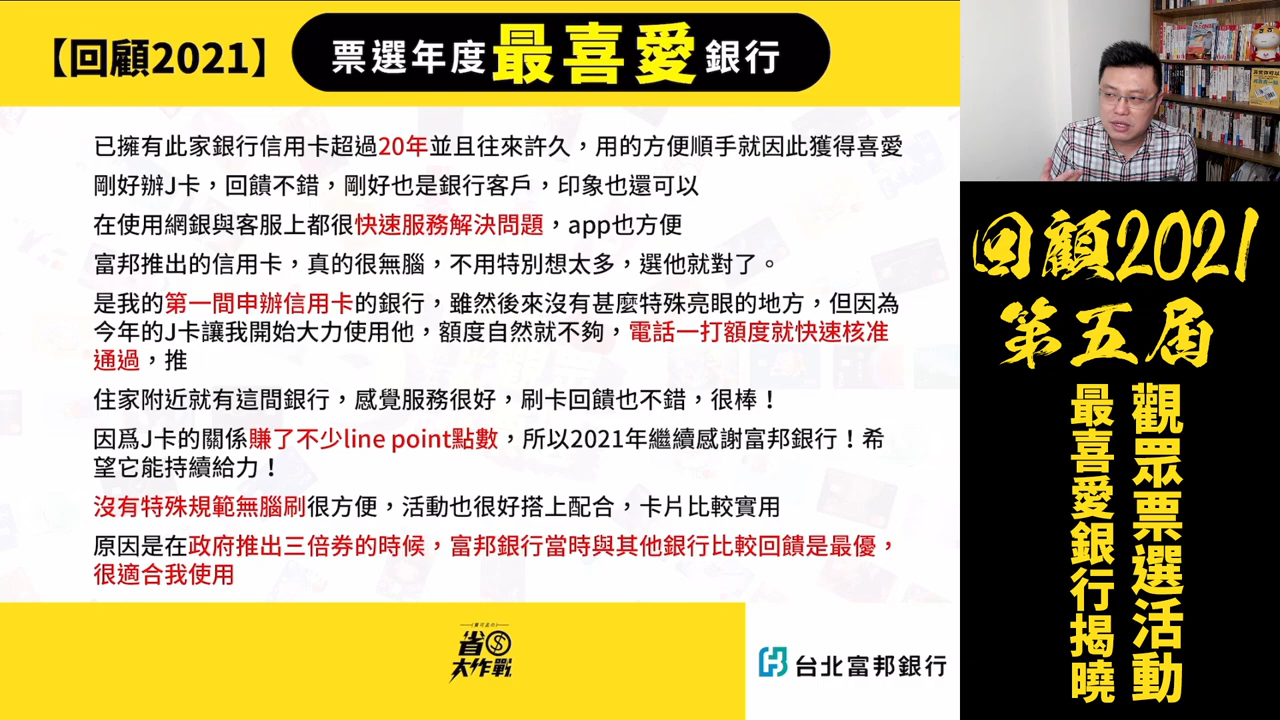 【回顧2021】
票選年度最喜愛銀行
已擁有此家銀行信用卡超過20年並且往來許久，用的方便順手就因此獲得喜愛
剛好辦J卡，回饋不錯，剛好也是銀行客戶，印象也還可以
在使用網銀與客服上都很快速服務解決問題，app也方便
富邦推出的信用卡，真的很無腦，不用特別想太多，選他就對了。
是我的第一間申辦信用卡的銀行，雖然後來沒有甚麼特殊亮眼的地方，但因為
今年的J卡讓我開始大力使用他，額度自然就不夠，電話一打額度就快速核准
通過，推
住家附近就有這間銀行，感覺服務很好，刷卡回饋也不錯，很棒！
因爲J卡的關係賺了不少line point點數，所以2021年繼續感謝富邦銀行！希
望它能持續給力！
沒有特殊規範無腦刷很方便，活動也很好搭上配合，卡片比較實用
原因是在政府推出三倍券的時候，富邦銀行當時與其他銀行比較回饋是最優，
很適合我使用
省
大作戰
台北富邦銀行
回顧2021
第五屆
觀眾票選活動
最喜愛銀行揭曉